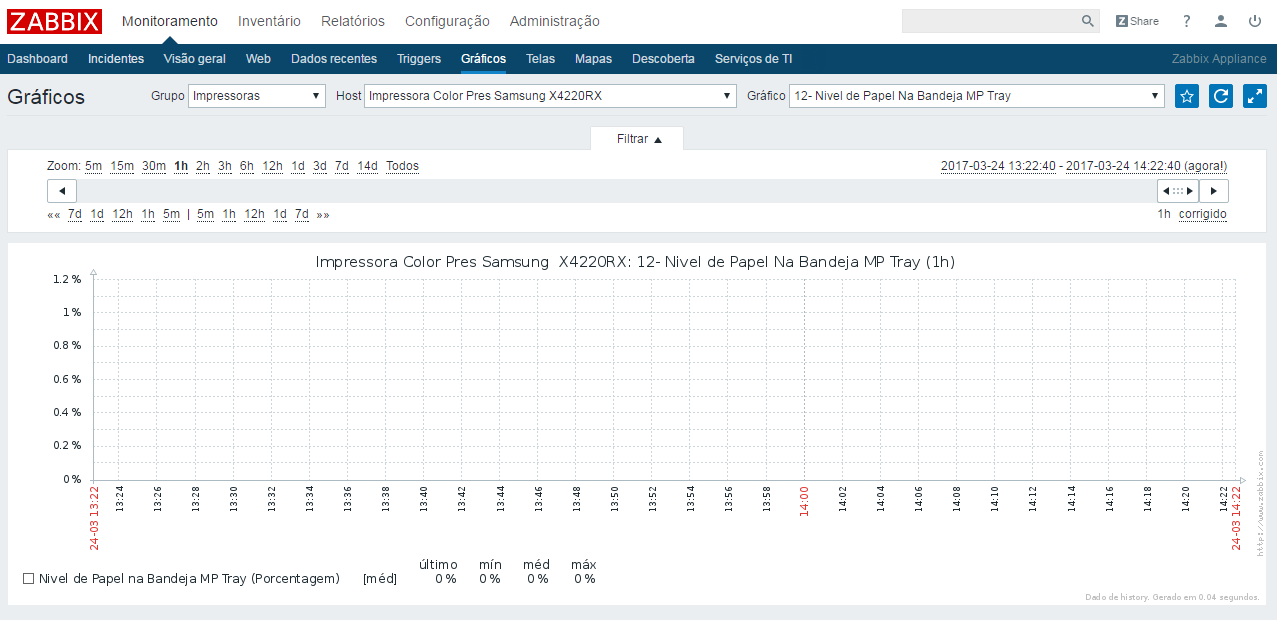 ZABBIX Monitoramento Inventário Relatórios Configuração Administração Z Share ?
Dashboard Incidentes Visão geral Web Dados recentes Triggers Gráficos Telas Mapas Descoberta Serviços de TI Zabbix Appliance
Gráficos Grupo Impressoras ▼ Host Impressora Color Pres Samsung X4220RX ▼ Gráfico 12- Nivel de Papel Na Bandeja MP Tray ▼
Filtrar ▲
Zoom: 5m 15m 30m 1h 2h 3h 6h 12h 1d 3d 7d 14d Todos 2017-03-24 13:22:40 - 2017-03-24 14:22:40 (agora!)
«« 7d 1d 12h 1h 5m | 5m 1h 12h 1d 7d »» 1h corrigido
Impressora Color Pres Samsung X4220RX: 12- Nivel de Papel Na Bandeja MP Tray (1h)
1.2 %
1 %
0.8 %
0.6 %
0.4 %
0.2 %
0 %
24-03 13:22 13:24 13:26 13:28 13:30 13:32 13:34 13:36 13:38 13:40 13:42 13:44 13:46 13:48 13:50 13:52 13:54 13:56 13:58 14:00 14:02 14:04 14:06 14:08 14:10 14:12 14:14 14:16 14:18 14:20 14:22 24-03 14:22
http://www.zabbix.com
último mín méd máx
Nivel de Papel na Bandeja MP Tray (Porcentagem) [méd] 0 % 0 % 0 % 0 %
Dado de history. Gerado em 0.04 segundos.